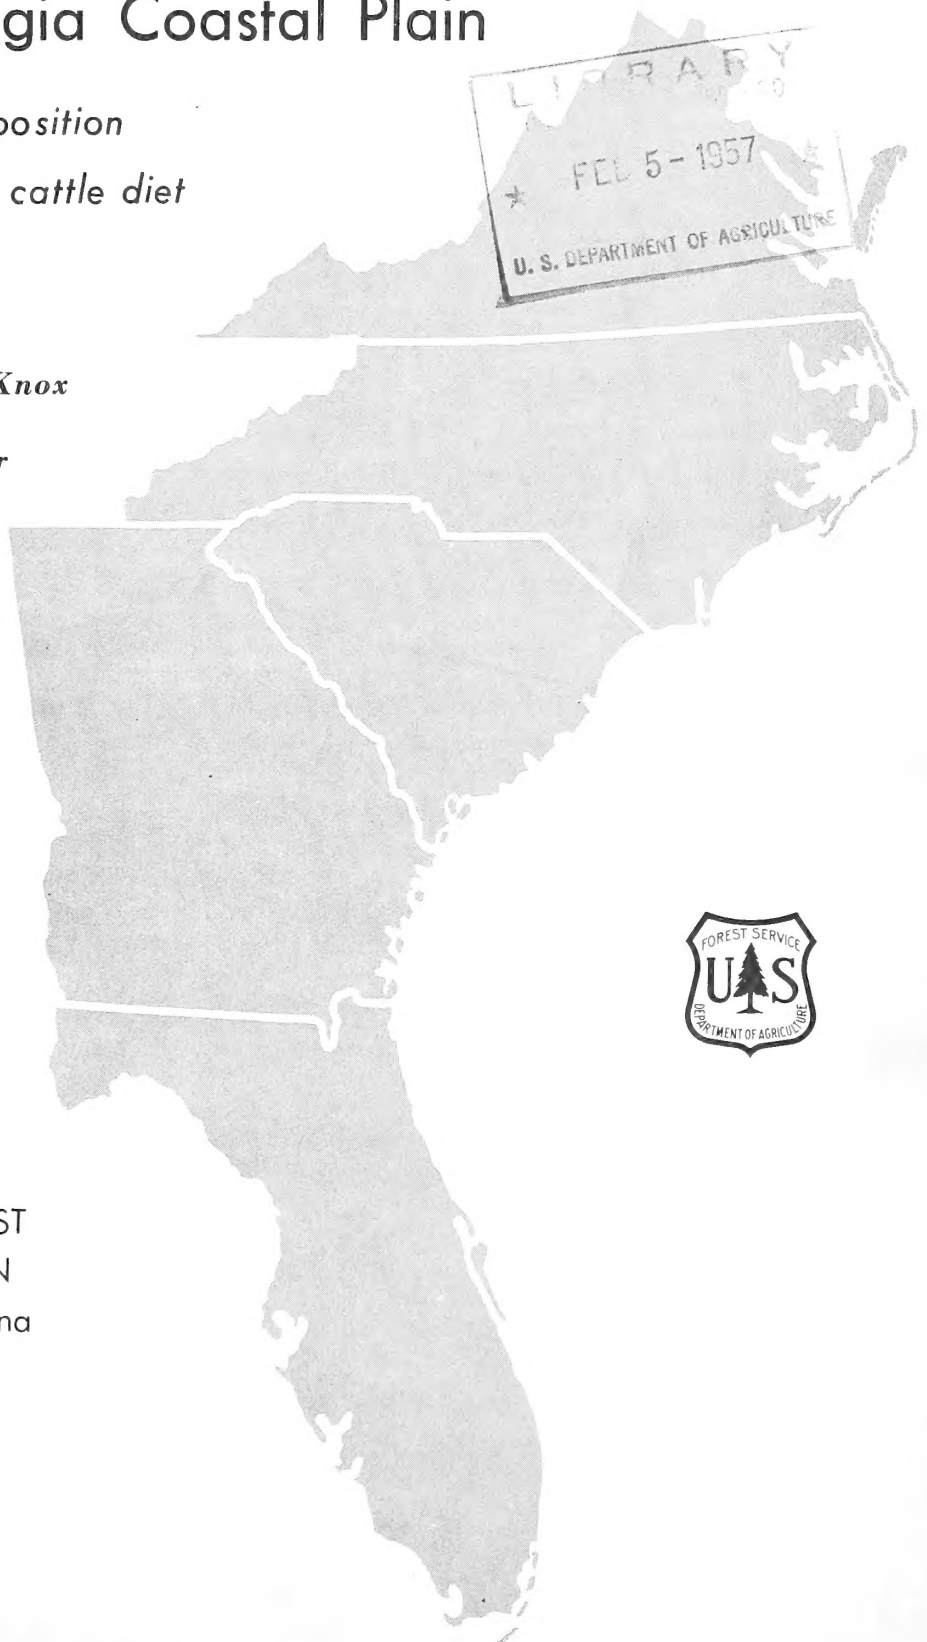 gia Coastal Plain
position
cattle diet
LIBRARY
★ FEB 5-1957 ★
U. S. DEPARTMENT OF AGRICULTURE
Knox
r
FOREST SERVICE
U S
DEPARTMENT OF AGRICULTURE
ST
N
na